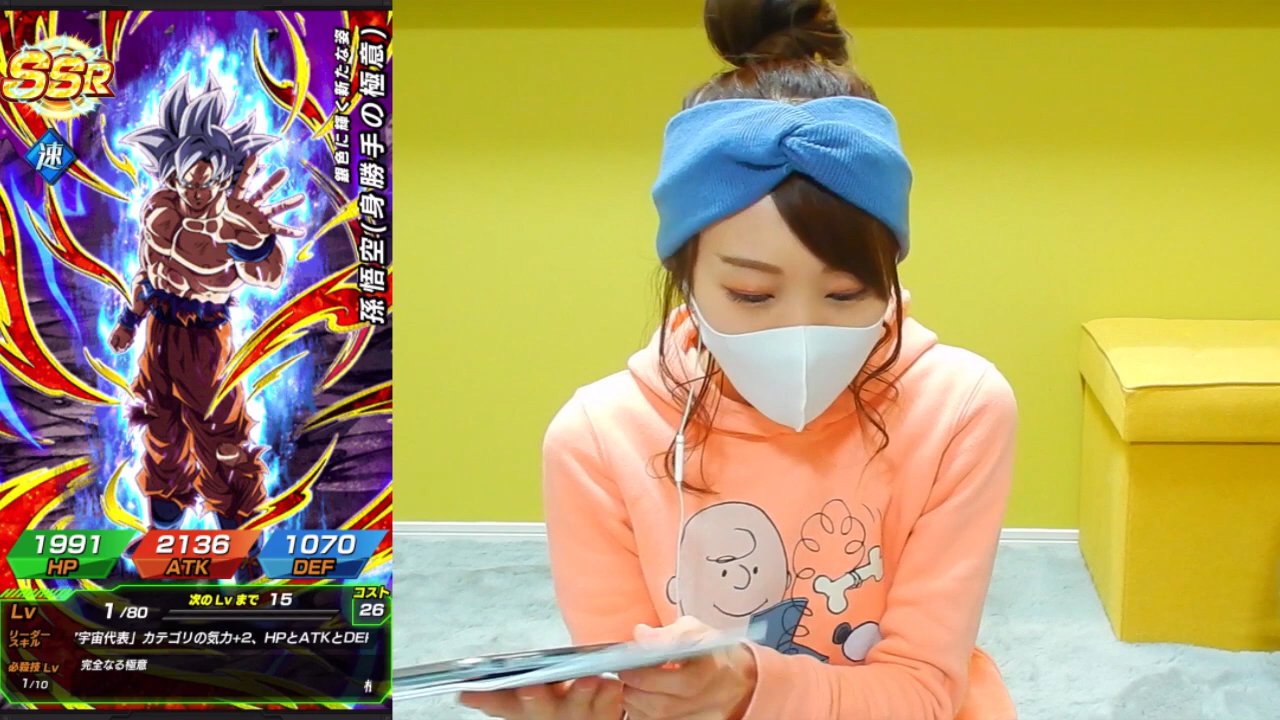 SSR
速
銀色に輝く新たな姿
孫悟空(身勝手の極意)
1991
HP
2136
ATK
1070
DEF
Lv 1/80
次のLvまで 15
コスト
26
リーダースキル
"宇宙代表」カテゴリの気力+2、HPとATKとDEF
必殺技Lv
1/10
完全なる極意